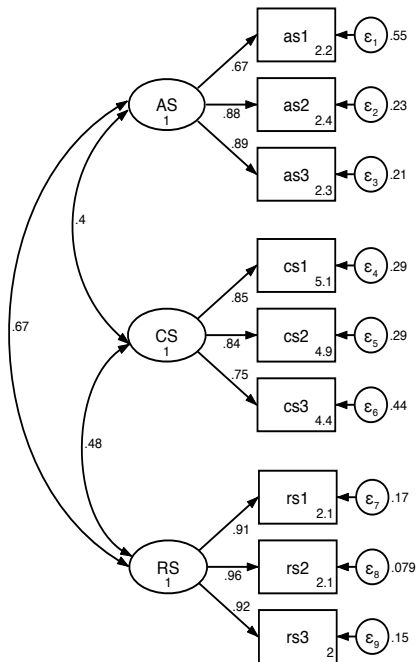 as1
2.2
ε1
.55
.67
AS
1
as2
2.4
ε2
.23
.88
as3
2.3
ε3
.21
.89
.4
cs1
5.1
ε4
.29
.85
.67
CS
1
cs2
4.9
ε5
.29
.84
cs3
4.4
ε6
.44
.75
.48
rs1
2.1
ε7
.17
.91
RS
1
rs2
2.1
ε8
.079
.96
rs3
2
ε9
.15
.92